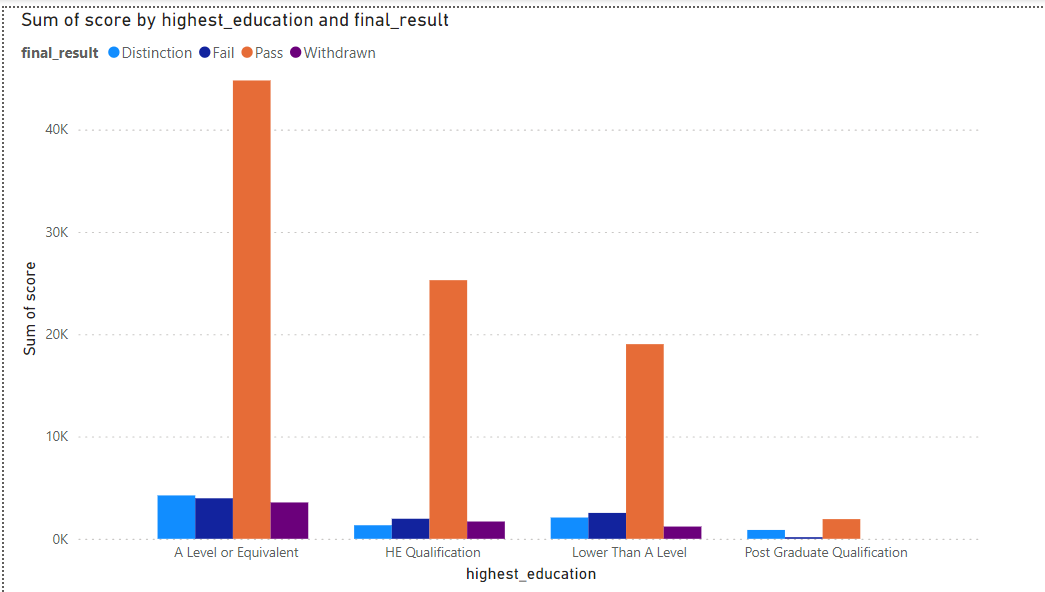 Sum of score by highest_education and final_result
final_result Distinction Fail Pass Withdrawn
40K
30K
20K
10K
0K
Sum of score
A Level or Equivalent HE Qualification Lower Than A Level Post Graduate Qualification
highest_education